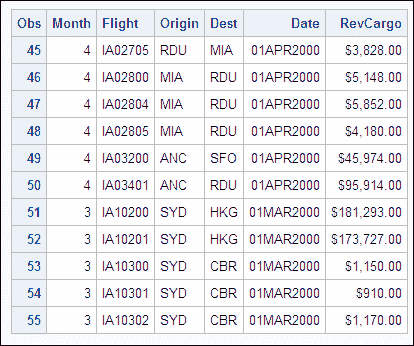 Obs Month Flight Origin Dest Date RevCargo
45 4 IA02705 RDU MIA 01APR2000 $3,828.00
46 4 IA02800 MIA RDU 01APR2000 $5,148.00
47 4 IA02804 MIA RDU 01APR2000 $5,852.00
48 4 IA02805 MIA RDU 01APR2000 $4,180.00
49 4 IA03200 ANC SFO 01APR2000 $45,974.00
50 4 IA03401 ANC RDU 01APR2000 $95,914.00
51 3 IA10200 SYD HKG 01MAR2000 $181,293.00
52 3 IA10201 SYD HKG 01MAR2000 $173,727.00
53 3 IA10300 SYD CBR 01MAR2000 $1,150.00
54 3 IA10301 SYD CBR 01MAR2000 $910.00
55 3 IA10302 SYD CBR 01MAR2000 $1,170.00